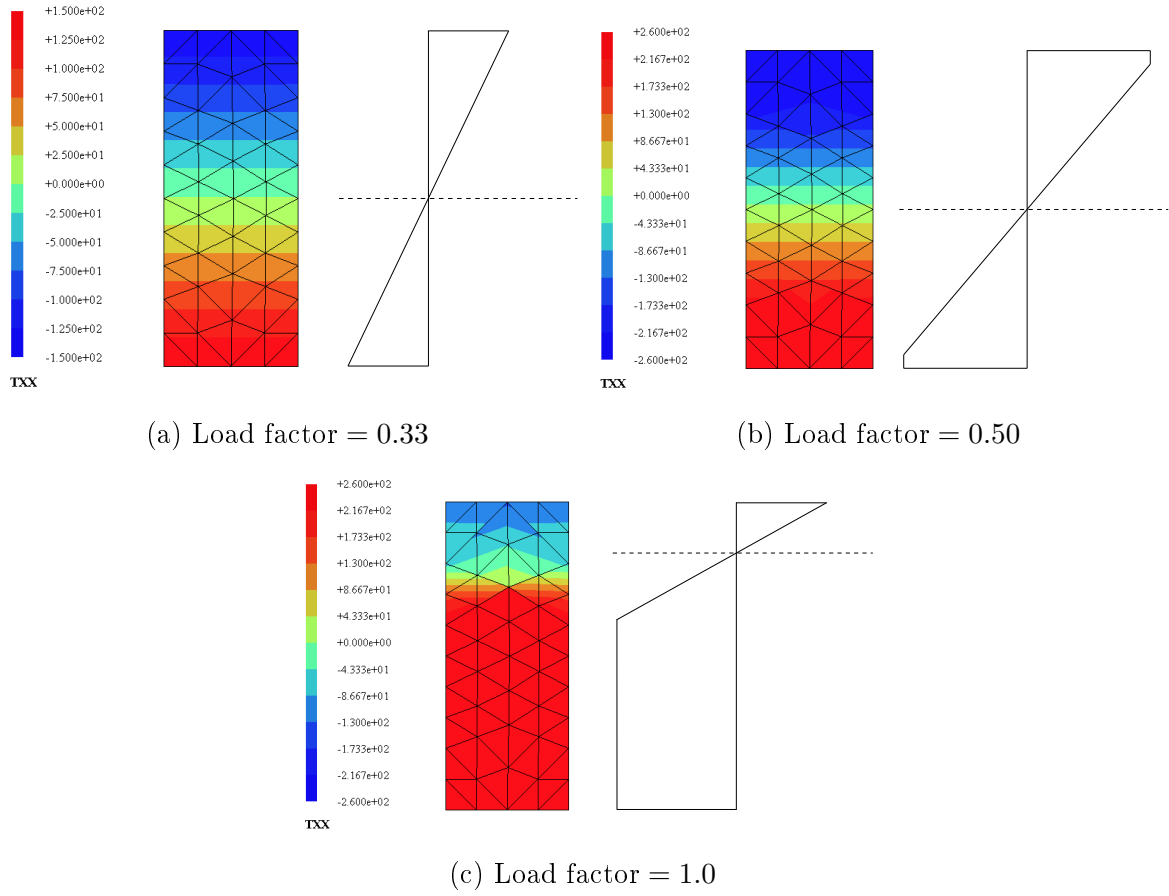 +1.500e+02
+1.250e+02
+1.000e+02
+7.500e+01
+5.000e+01
+2.500e+01
+0.000e+00
-2.500e+01
-5.000e+01
-7.500e+01
-1.000e+02
-1.250e+02
-1.500e+02
TXX
+2.600e+02
+2.167e+02
+1.733e+02
+1.300e+02
+8.667e+01
+4.333e+01
+0.000e+00
-4.333e+01
-8.667e+01
-1.300e+02
-1.733e+02
-2.167e+02
-2.600e+02
TXX
(a) Load factor = 0.33
(b) Load factor = 0.50
+2.600e+02
+2.167e+02
+1.733e+02
+1.300e+02
+8.661e+01
+4.331e+01
+0.000e+00
-4.333e+01
-8.661e+01
-1.300e+02
-1.733e+02
-2.167e+02
-2.600e+02
TXX
(c) Load factor = 1.0